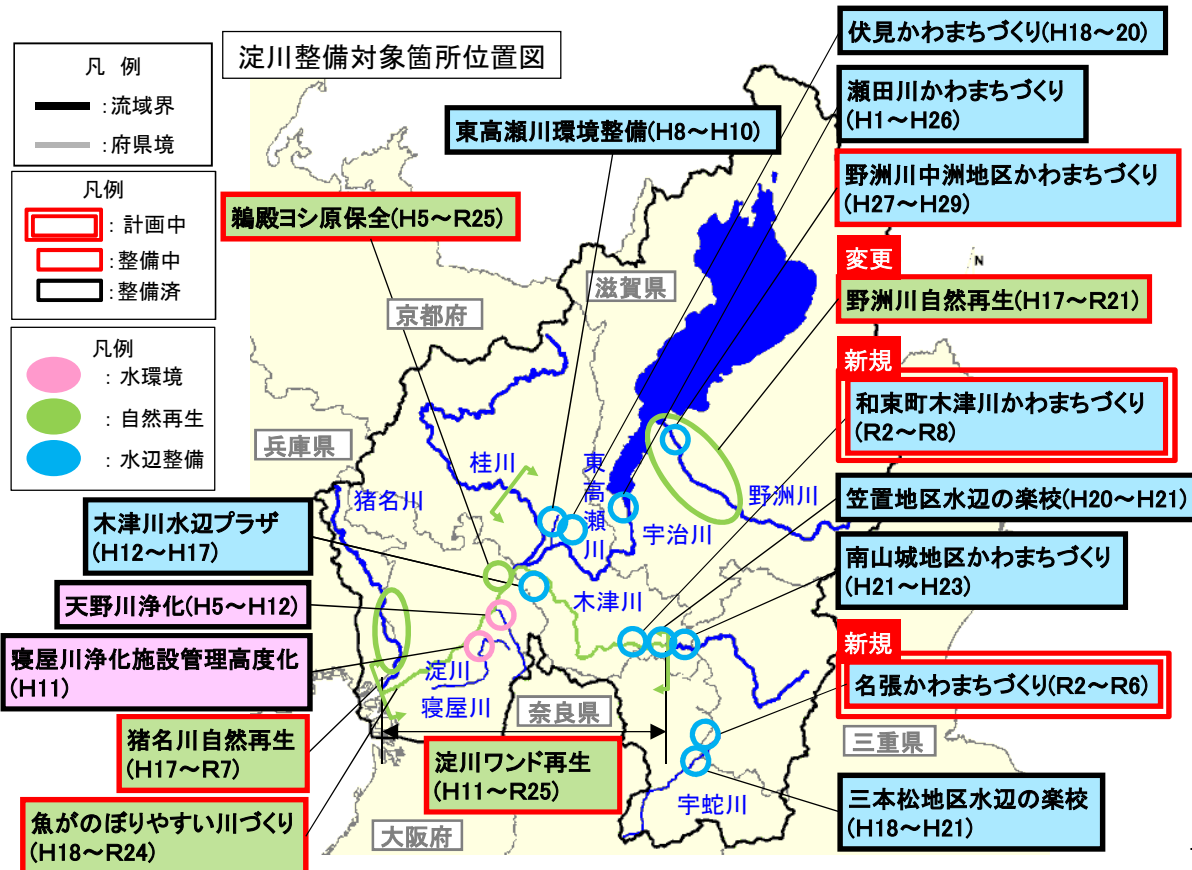 淀川整備対象箇所位置図
凡 例
：流域界
：府県境
凡例
：計画中
：整備中
：整備済
凡例
：水環境
：自然再生
：水辺整備
伏見かわまちづくり(H18～20)
瀬田川かわまちづくり
(H1～H26)
東高瀬川環境整備(H8～H10)
野洲川中洲地区かわまちづくり
(H27～H29)
鵜殿ヨシ原保全(H5～R25)
変更
野洲川自然再生(H17～R21)
N
滋賀県
京都府
新規
和束町木津川かわまちづくり
(R2～R8)
兵庫県
桂川
東高瀬川
猪名川
野洲川
宇治川
笠置地区水辺の楽校(H20～H21)
木津川水辺プラザ
(H12～H17)
南山城地区かわまちづくり
(H21～H23)
木津川
天野川浄化(H5～H12)
新規
名張かわまちづくり(R2～R6)
寝屋川浄化施設管理高度化
(H11)
淀川
寝屋川
奈良県
三重県
猪名川自然再生
(H17～R7)
淀川ワンド再生
(H11～R25)
宇蛇川
三本松地区水辺の楽校
(H18～H21)
魚がのぼりやすい川づくり
(H18～R24)
大阪府